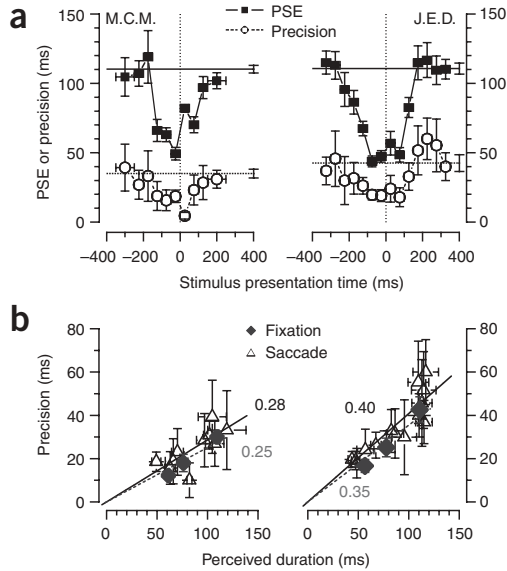 a
M.C.M.
PSE
Precision
J.E.D.
PSE or precision (ms)
150
100
50
0
150
100
50
0
−400 −200 0 200 400
−400 −200 0 200 400
Stimulus presentation time (ms)
b
Fixation
Saccade
Precision (ms)
80
60
40
20
0
80
60
40
20
0
0.28
0.25
0.40
0.35
0 50 100 150
0 50 100 150
Perceived duration (ms)